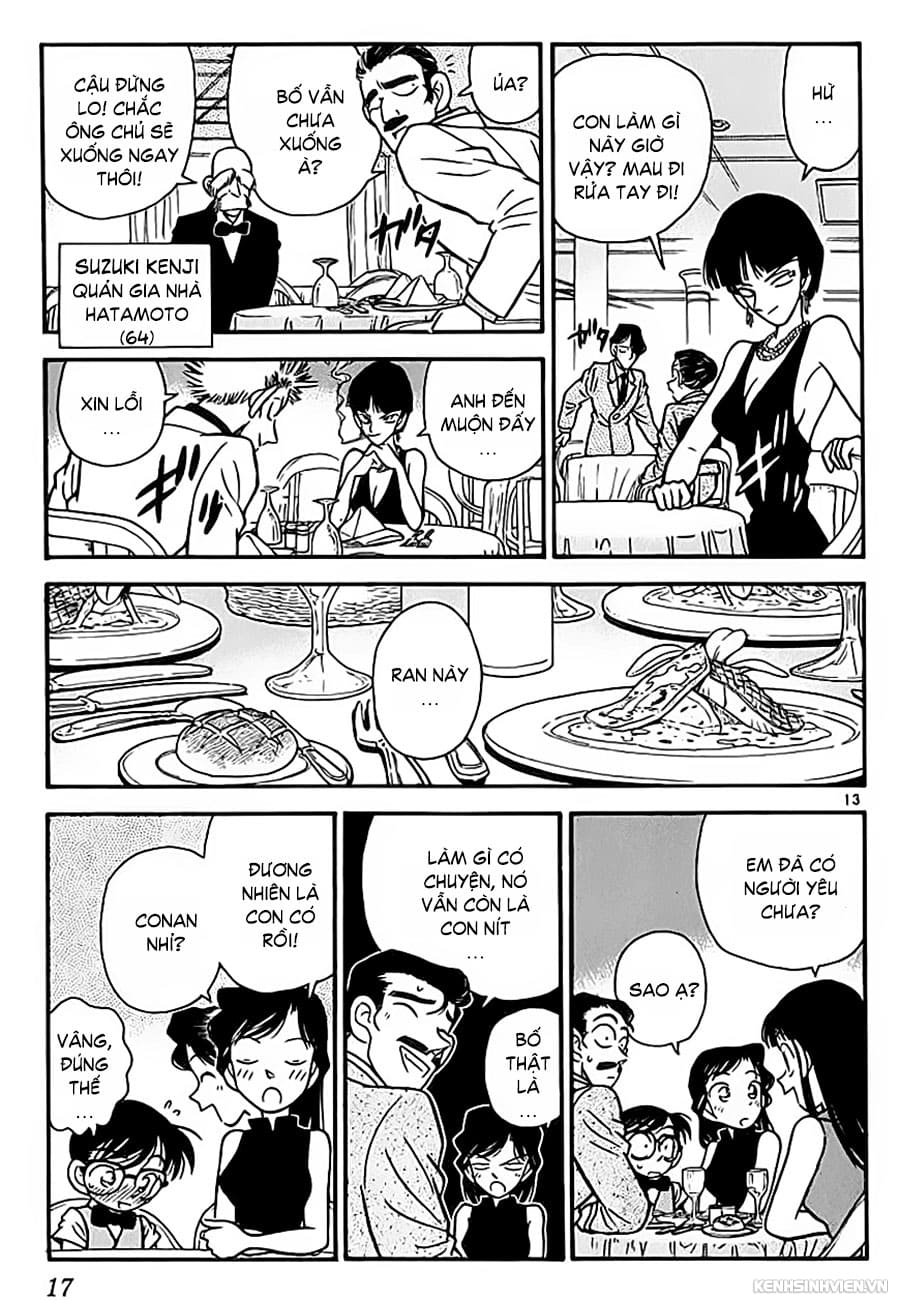 HỪ
...
CON LÀM GÌ
NÃY GIỜ
VẬY? MAU ĐI
RỬA TAY ĐI!
ガタ
ỦA?
BỐ VẪN
CHƯA
XUỐNG
À?
ガタ
CẬU ĐỪNG
LO! CHẮC
ÔNG CHỦ SẼ
XUỐNG NGAY
THÔI!
SUZUKI KENJI
QUẢN GIA NHÀ
HATAMOTO
(64)
ANH ĐẾN
MUỘN ĐẤY
...
XIN LỖI
...
RAN NÀY
...
13
EM ĐÃ CÓ
NGƯỜI YÊU
CHƯA?
SAO Ạ?
LÀM GÌ CÓ
CHUYỆN, NÓ
VẪN CÒN LÀ
CON NÍT
...
BỐ
THẬT
LÀ
...
ĐƯƠNG
NHIÊN LÀ
CON CÓ
RỒI!
CONAN
NHỈ?
VÂNG,
ĐÚNG
THẾ
...
17
KENHSINHVIEN.VN